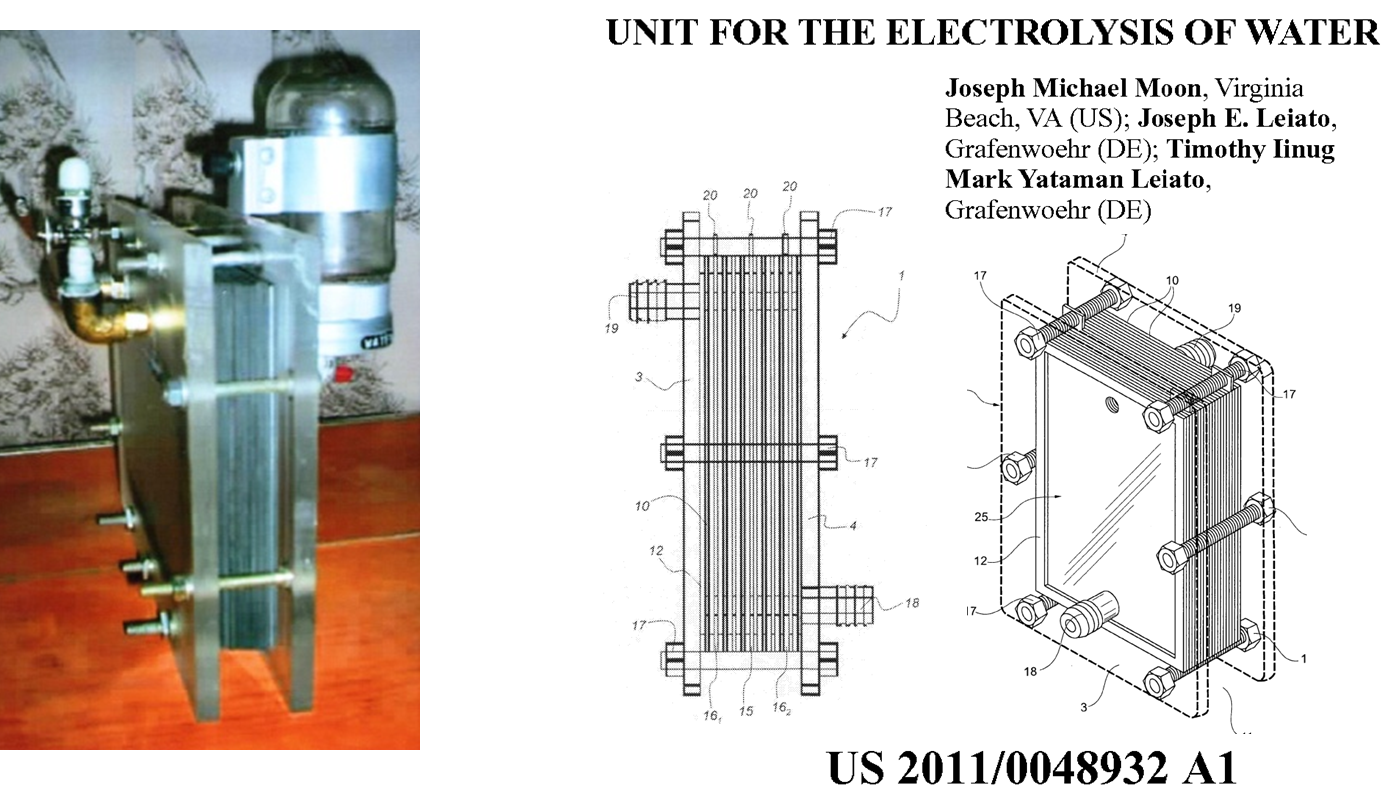 UNIT FOR THE ELECTROLYSIS OF WATER
Joseph Michael Moon, Virginia
Beach, VA (US); Joseph E. Leiato,
Grafenwoehr (DE); Timothy Iinug
Mark Yataman Leiato,
Grafenwoehr (DE)
20 20 20
17
1
19
3
17
10
4
12
18
17
16₁ 15 16₂
17
10
19
17
25
12
17
18
1
3
US 2011/0048932 A1